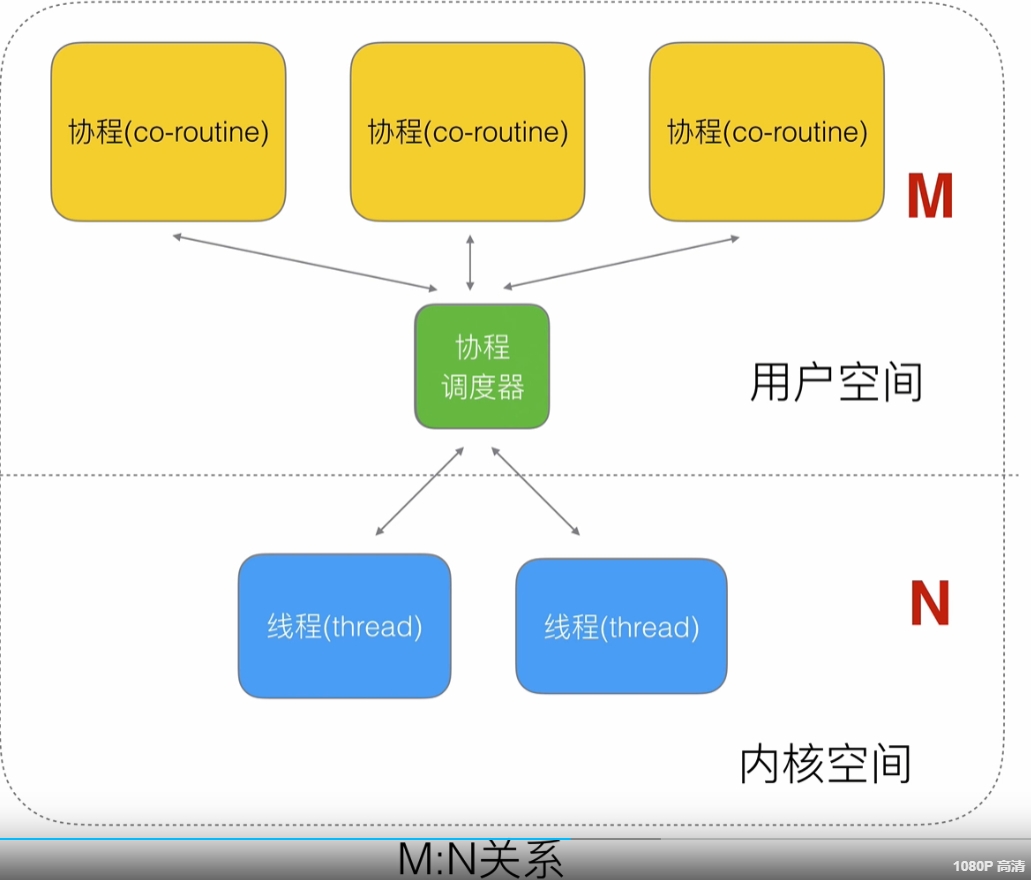 协程(co-routine)
协程(co-routine)
协程(co-routine)
M
协程
调度器
用户空间
线程(thread)
线程(thread)
N
内核空间
M:N关系
1080P 高清